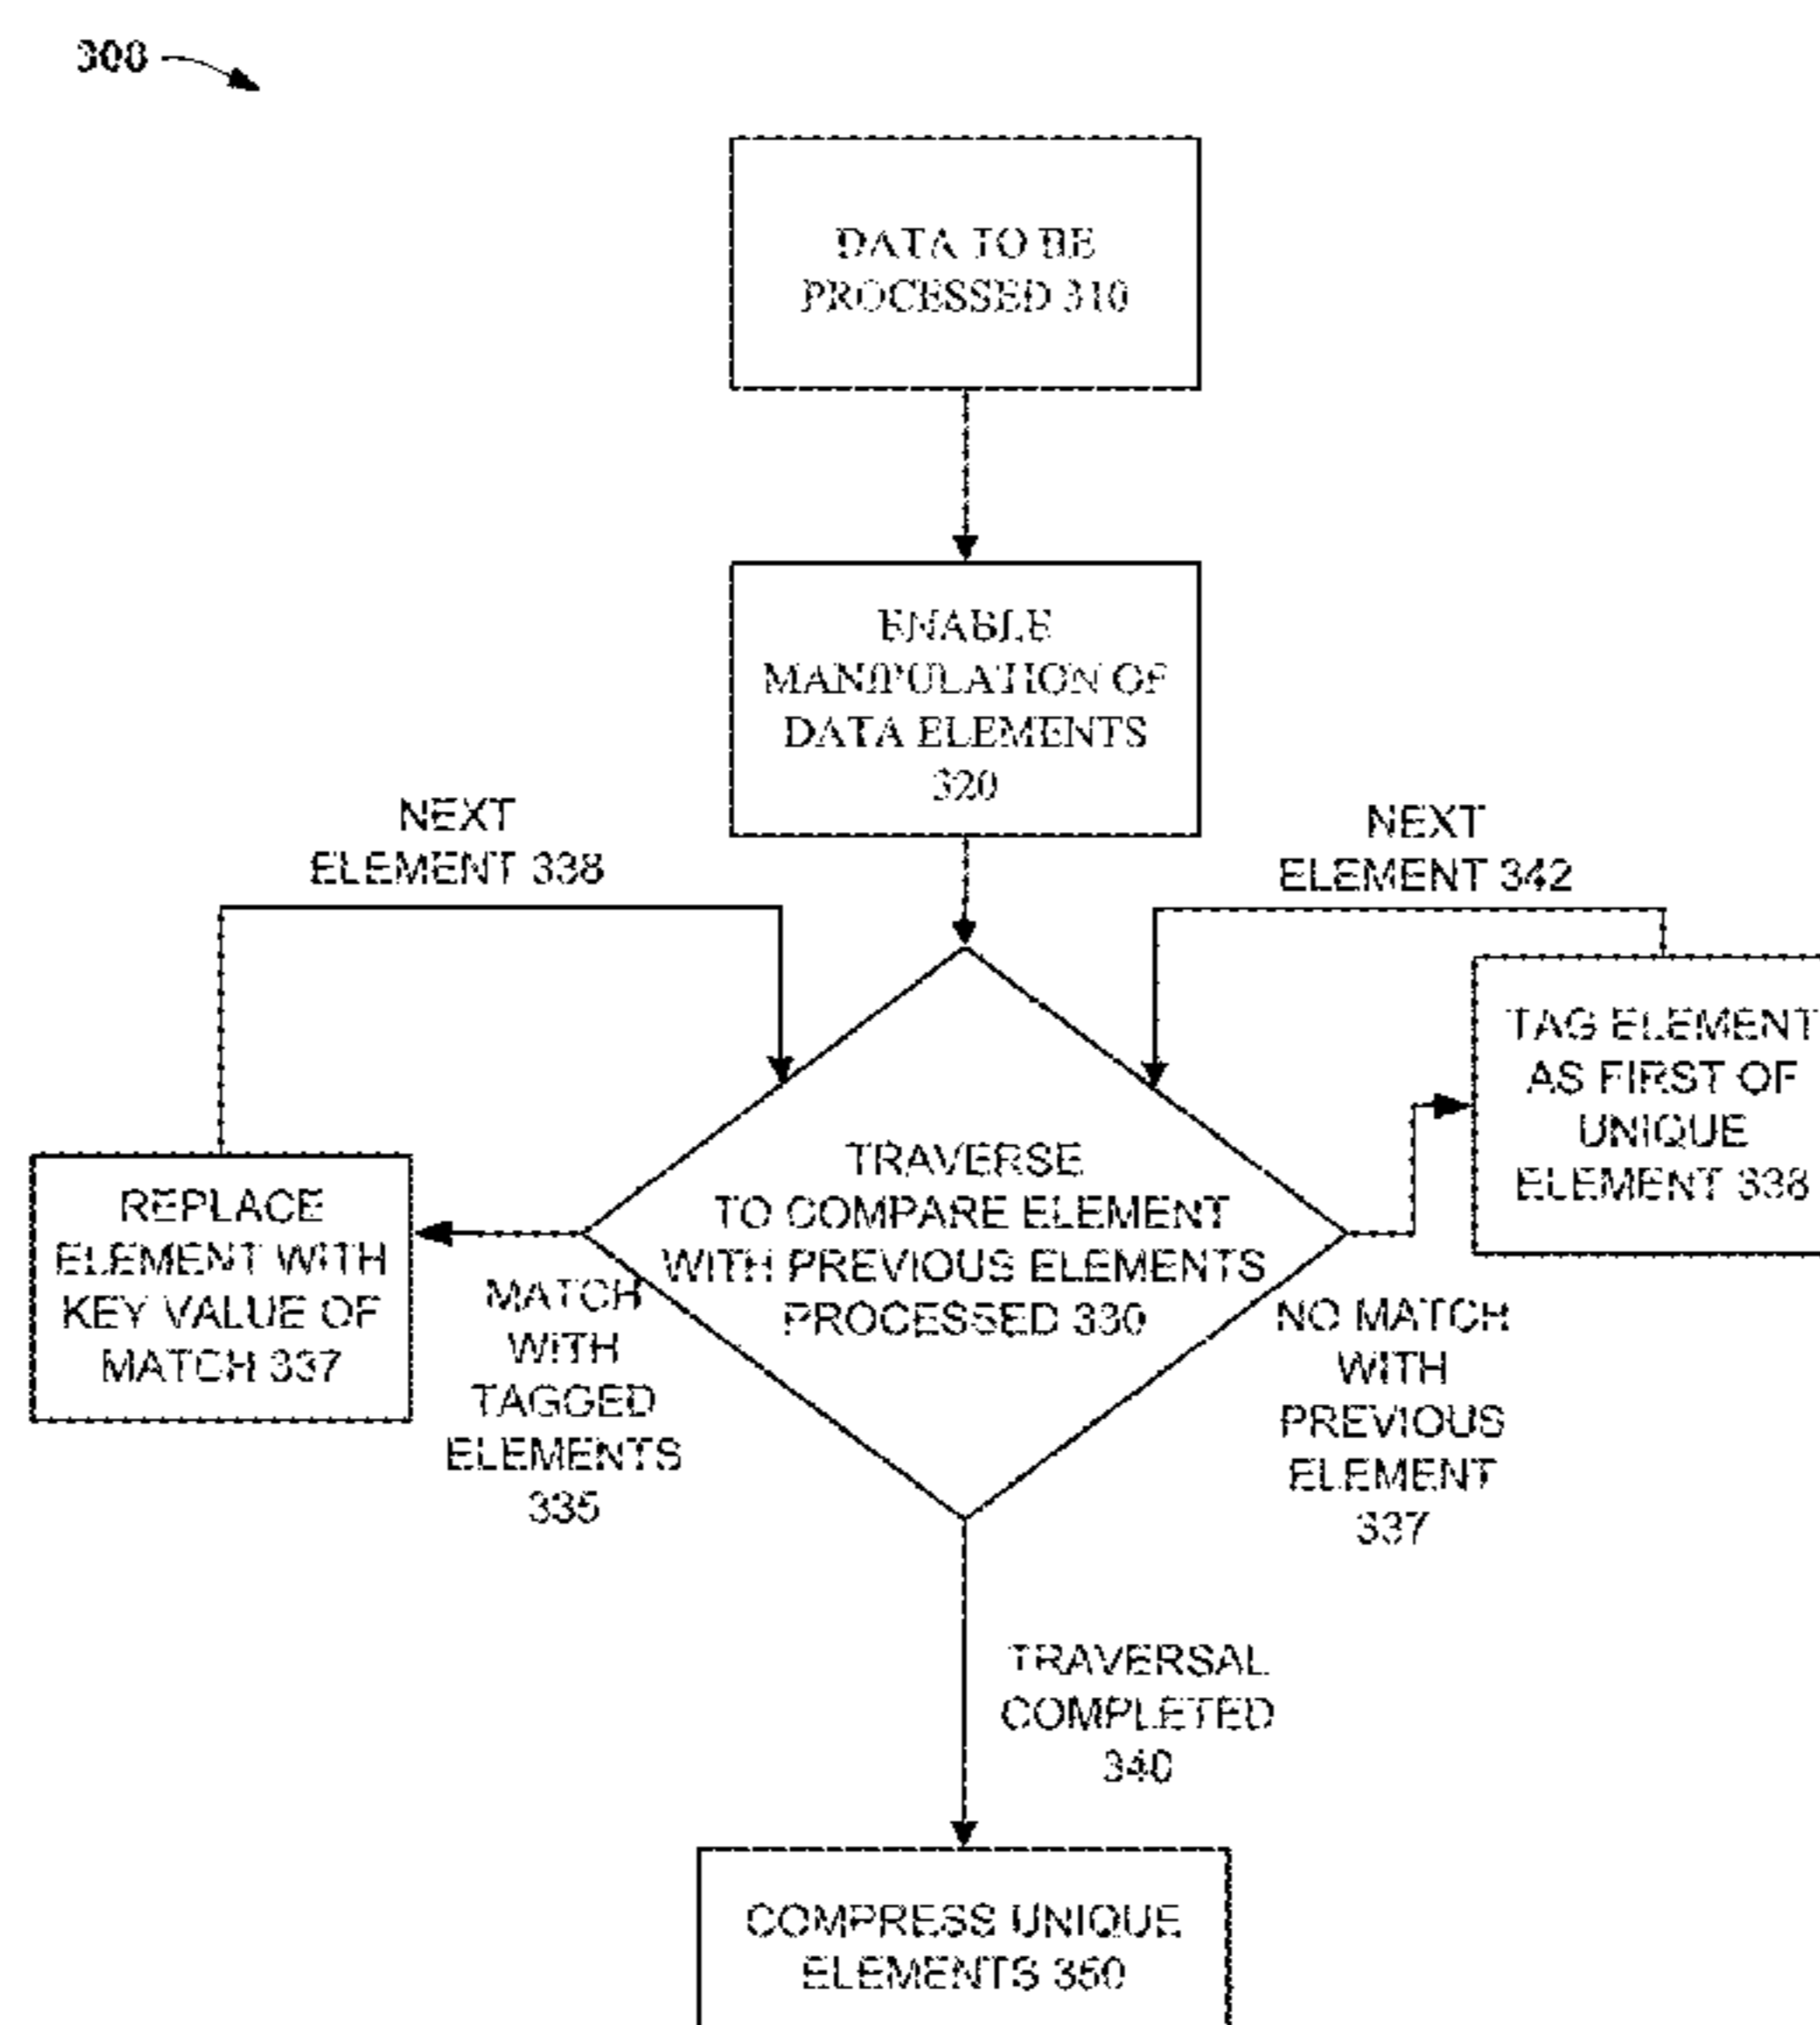 300
DATA TO BE
PROCESSED 310
ENABLE
MANIPULATION OF
DATA ELEMENTS
320
NEXT
ELEMENT 338
NEXT
ELEMENT 342
TAG ELEMENT
AS FIRST OF
UNIQUE
ELEMENT 338
TRAVERSE
TO COMPARE ELEMENT
WITH PREVIOUS ELEMENTS
PROCESSED 330
REPLACE
ELEMENT WITH
KEY VALUE OF
MATCH 337
MATCH
WITH
TAGGED
ELEMENTS
335
NO MATCH
WITH
PREVIOUS
ELEMENT
337
TRAVERSAL
COMPLETED
340
COMPRESS UNIQUE
ELEMENTS 350